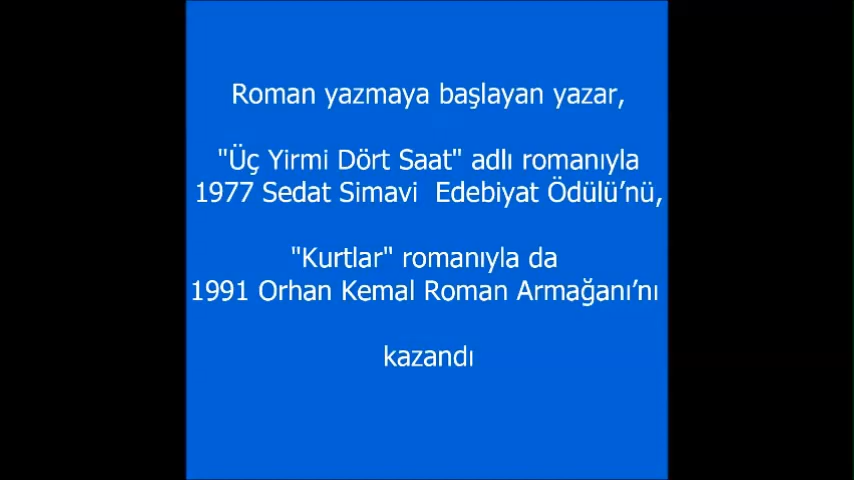 Roman yazmaya başlayan yazar,
"Üç Yirmi Dört Saat" adlı romanıyla
1977 Sedat Simavi  Edebiyat Ödülü’nü,
"Kurtlar" romanıyla da
1991 Orhan Kemal Roman Armağanı’nı
kazandı